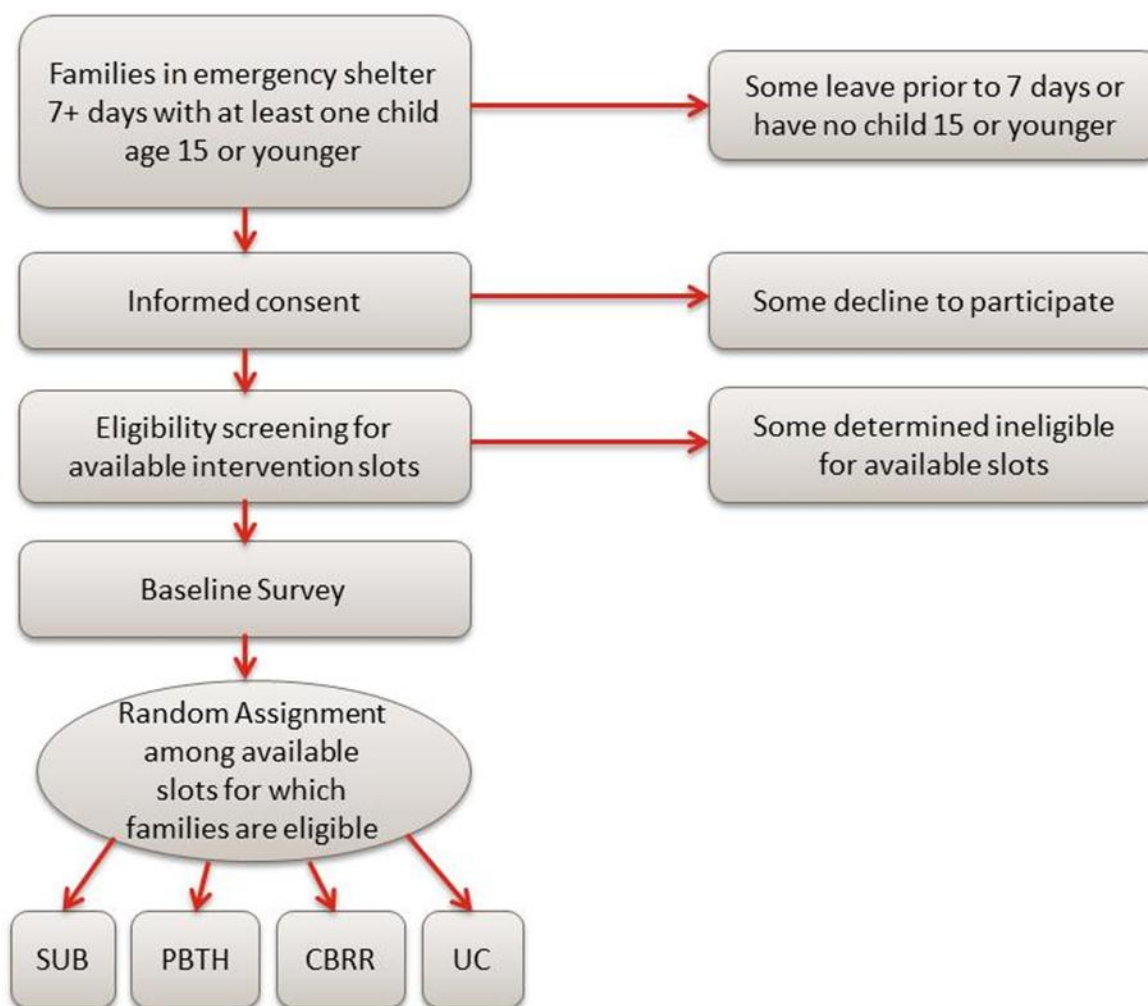 Families in emergency shelter
7+ days with at least one child
age 15 or younger
Some leave prior to 7 days or
have no child 15 or younger
Informed consent
Some decline to participate
Eligibility screening for
available intervention slots
Some determined ineligible
for available slots
Baseline Survey
Random Assignment
among available
slots for which
families are eligible
SUB
PBTH
CBRR
UC